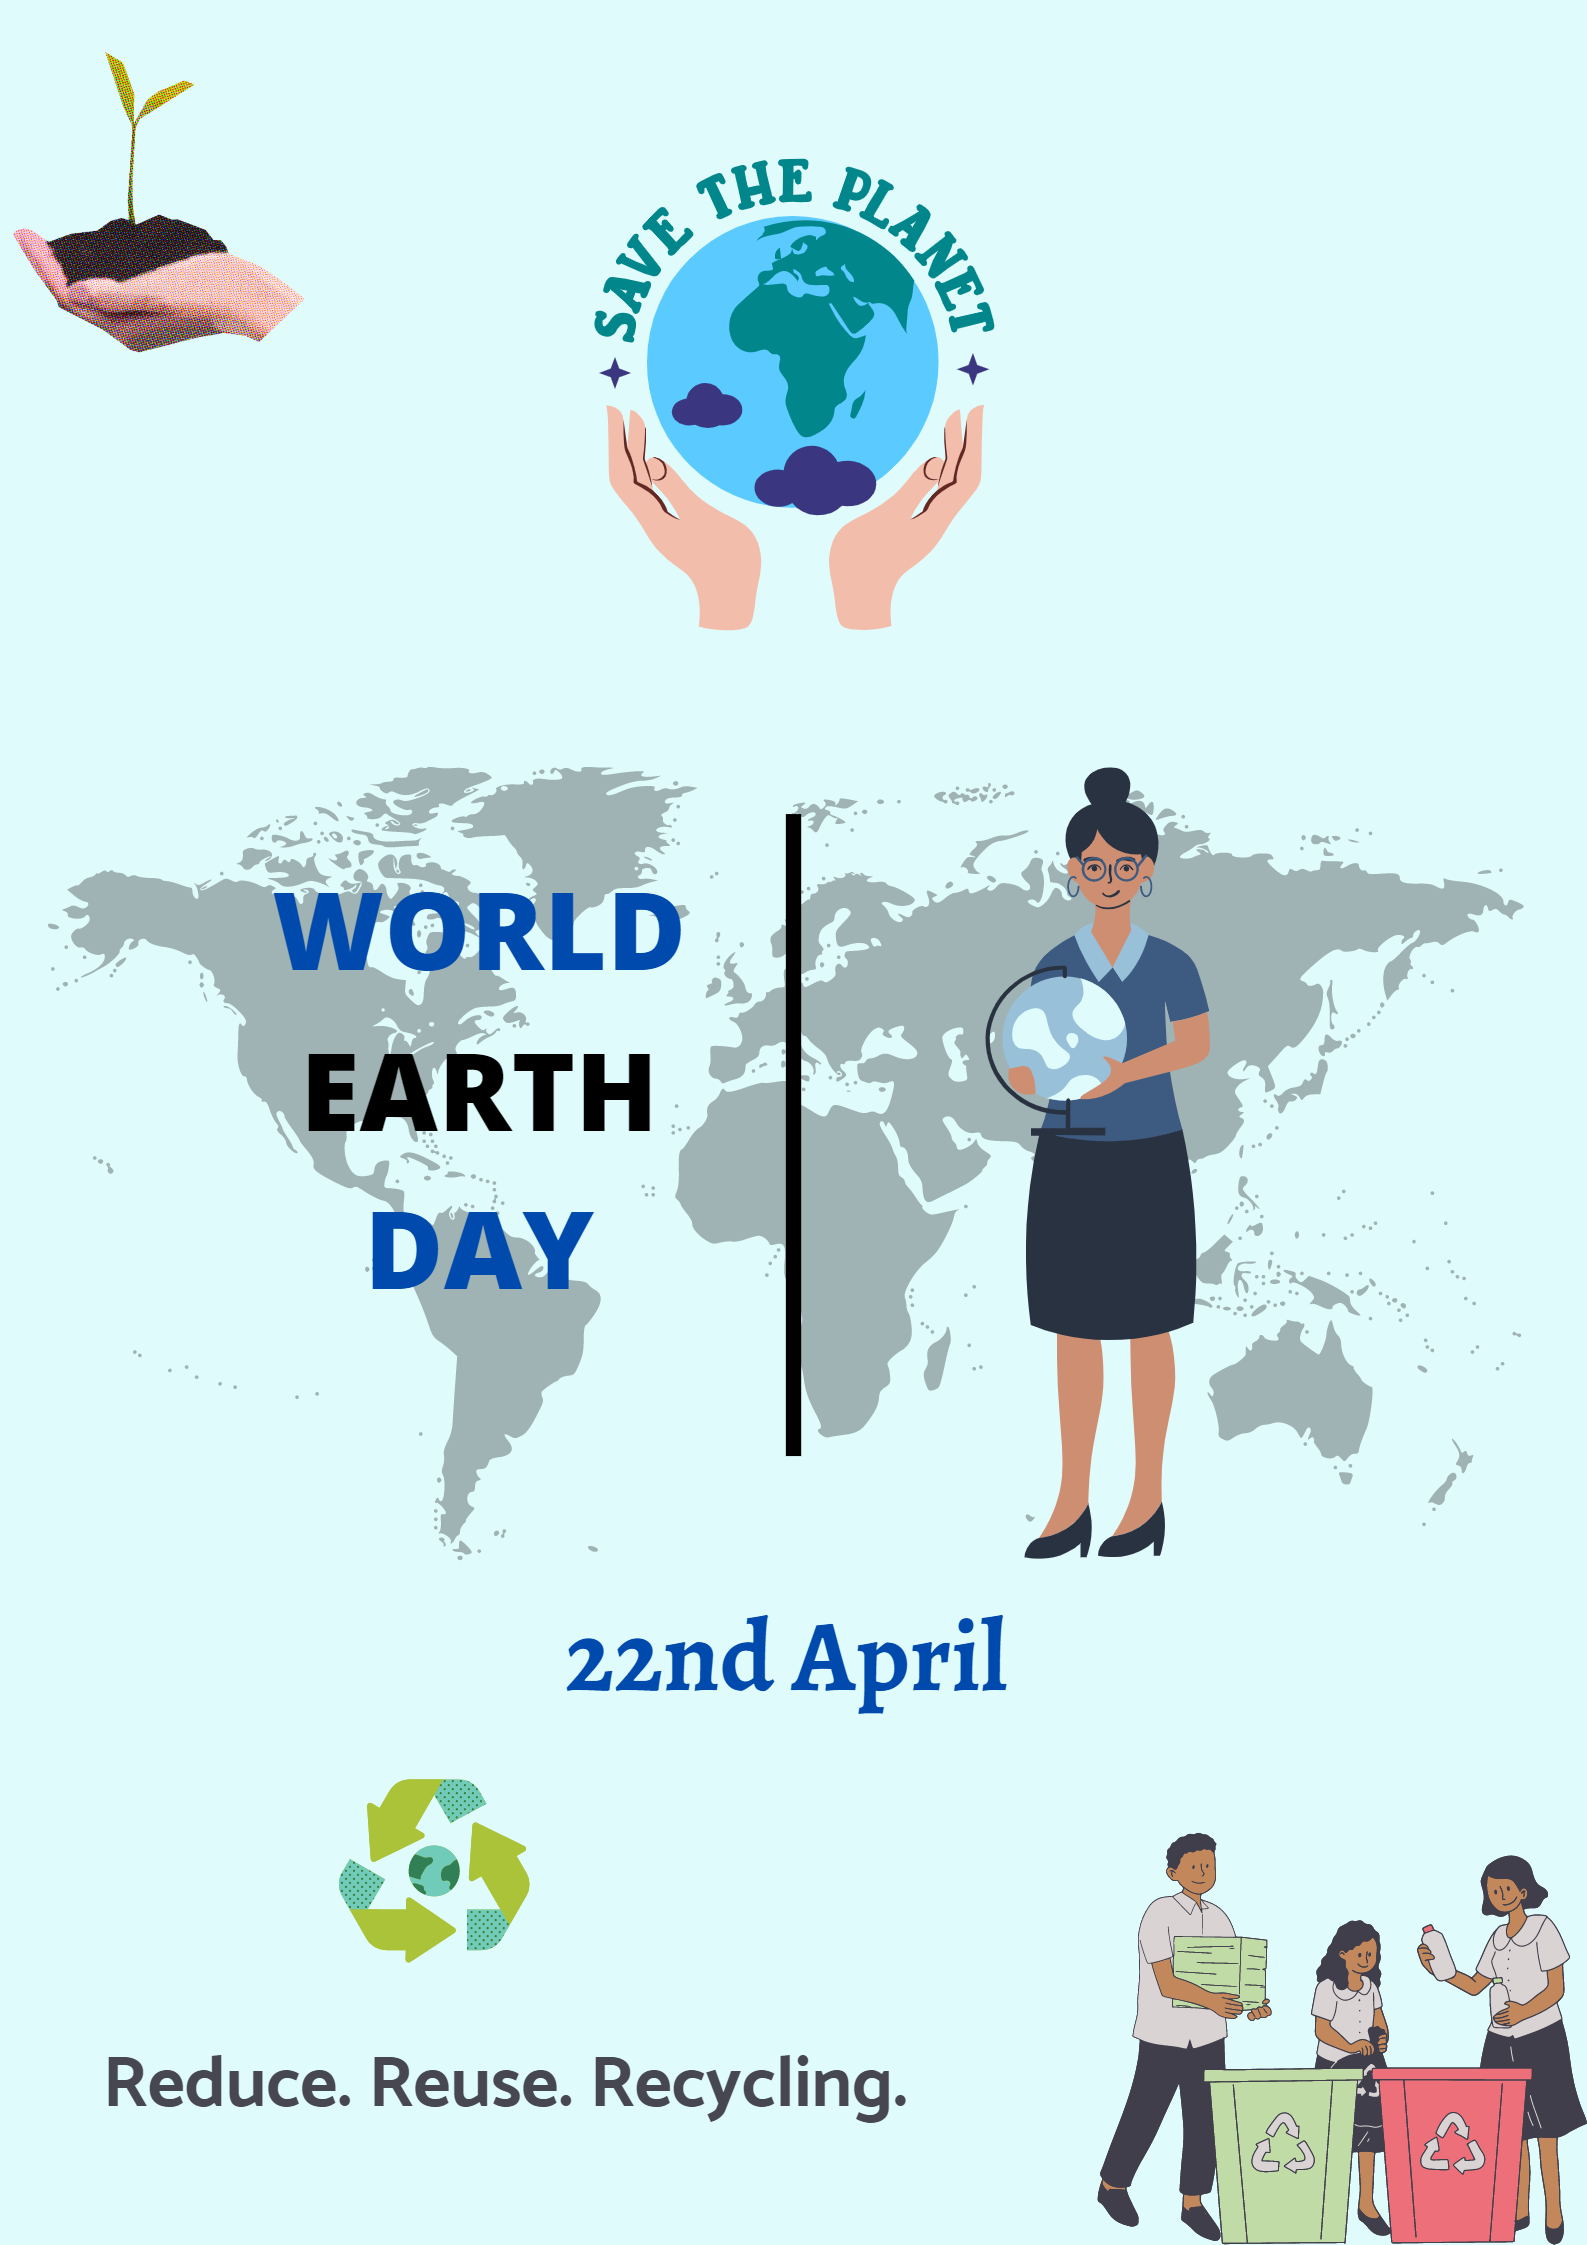 SAVE THE PLANET
WORLD
EARTH
DAY
22nd April
Reduce. Reuse. Recycling.